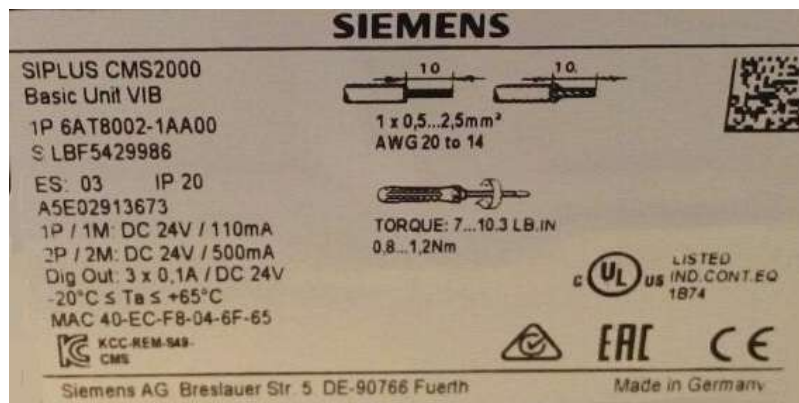 SIEMENS
SIPLUS CMS2000
Basic Unit VIB
1P 6AT8002-1AA00
S LBF5429986
ES: 03 IP 20
A5E02913673
1P / 1M: DC 24V / 110mA
2P / 2M: DC 24V / 500mA
Dig Out: 3 x 0,1A / DC 24V
-20°C ≤ Ta ≤ +65°C
MAC 40-EC-F8-04-6F-65
KCC-REM-S49-
CMS
10
10.
1 x 0,5...2,5mm²
AWG 20 to 14
TORQUE: 7...10.3 LB.IN
0,8...1,2Nm
C UL US LISTED
IND.CONT.EQ
1B74
EAC CE
Siemens AG Breslauer Str. 5 DE-90766 Fuerth
Made in Germany